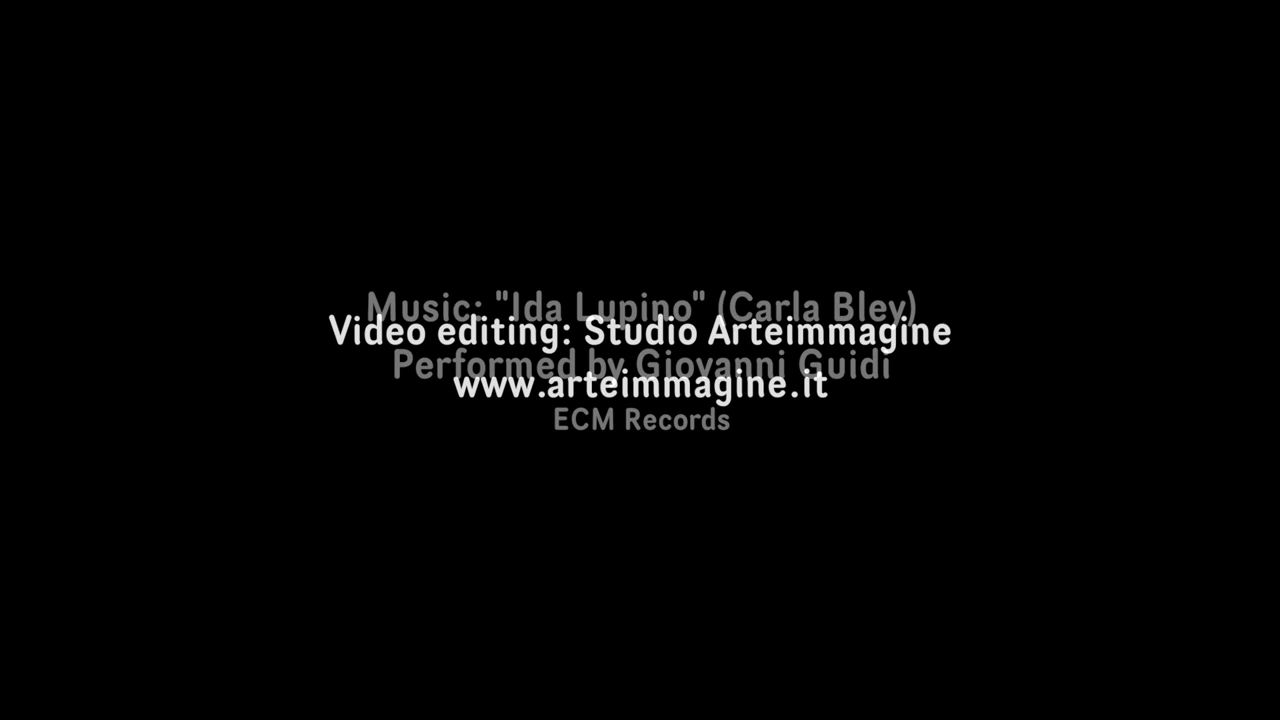 Music: "Ida Lupino" (Carla Bley)
Video editing: Studio Arteimmagine
Performed by Giovanni Guidi
www.arteimmagine.it
ECM Records